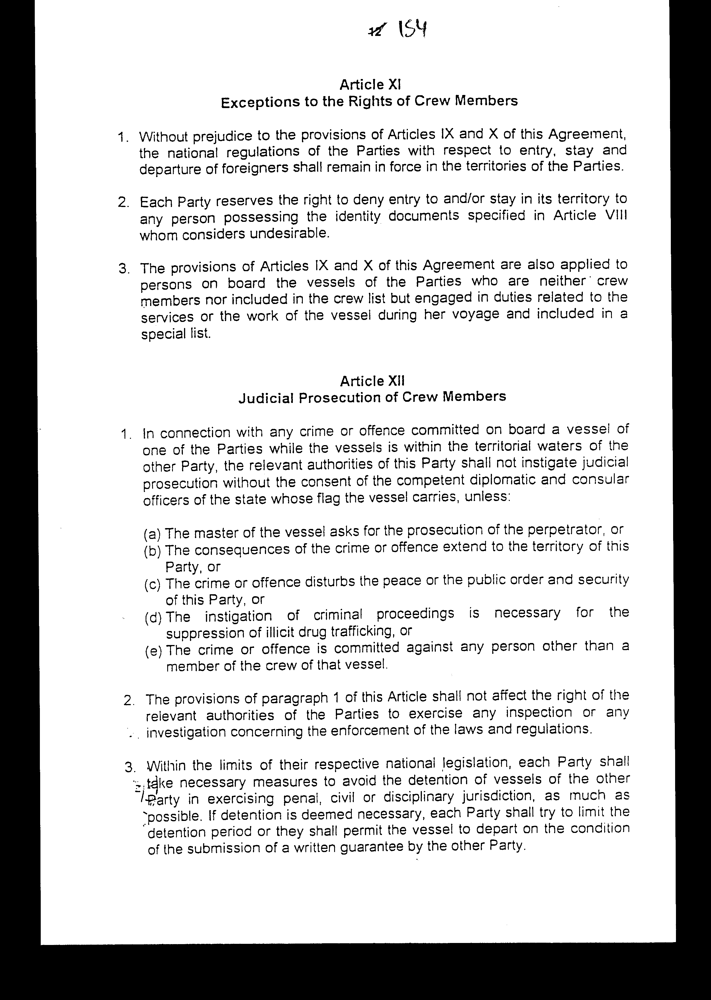 12 154
Article XI
Exceptions to the Rights of Crew Members
1. Without prejudice to the provisions of Articles IX and X of this Agreement,
the national regulations of the Parties with respect to entry, stay and
departure of foreigners shall remain in force in the territories of the Parties.
2. Each Party reserves the right to deny entry to and/or stay in its territory to
any person possessing the identity documents specified in Article VIII
whom considers undesirable.
3. The provisions of Articles IX and X of this Agreement are also applied to
persons on board the vessels of the Parties who are neither crew
members nor included in the crew list but engaged in duties related to the
services or the work of the vessel during her voyage and included in a
special list.
Article XII
Judicial Prosecution of Crew Members
1. In connection with any crime or offence committed on board a vessel of
one of the Parties while the vessels is within the territorial waters of the
other Party, the relevant authorities of this Party shall not instigate judicial
prosecution without the consent of the competent diplomatic and consular
officers of the state whose flag the vessel carries, unless:
(a) The master of the vessel asks for the prosecution of the perpetrator, or
(b) The consequences of the crime or offence extend to the territory of this
Party, or
(c) The crime or offence disturbs the peace or the public order and security
of this Party, or
(d) The instigation of criminal proceedings is necessary for the
suppression of illicit drug trafficking, or
(e) The crime or offence is committed against any person other than a
member of the crew of that vessel.
2. The provisions of paragraph 1 of this Article shall not affect the right of the
relevant authorities of the Parties to exercise any inspection or any
investigation concerning the enforcement of the laws and regulations.
3. Within the limits of their respective national legislation, each Party shall
take necessary measures to avoid the detention of vessels of the other
Party in exercising penal, civil or disciplinary jurisdiction, as much as
possible. If detention is deemed necessary, each Party shall try to limit the
detention period or they shall permit the vessel to depart on the condition
of the submission of a written guarantee by the other Party.